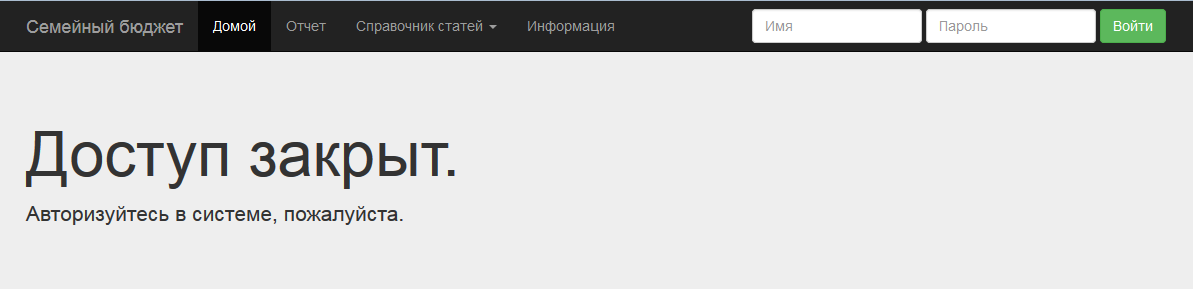 Семейный бюджет Домой Отчет Справочник статей Информация Имя Пароль Войти
Доступ закрыт.
Авторизуйтесь в системе, пожалуйста.